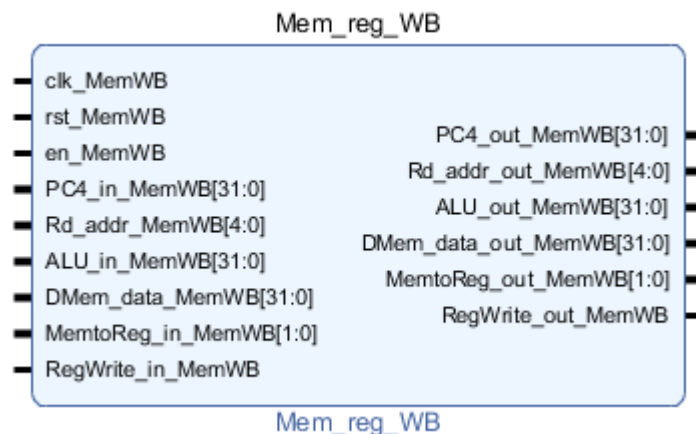 Mem_reg_WB
clk_MemWB
rst_MemWB
en_MemWB
PC4_in_MemWB[31:0]
Rd_addr_MemWB[4:0]
ALU_in_MemWB[31:0]
DMem_data_MemWB[31:0]
MemtoReg_in_MemWB[1:0]
RegWrite_in_MemWB
PC4_out_MemWB[31:0]
Rd_addr_out_MemWB[4:0]
ALU_out_MemWB[31:0]
DMem_data_out_MemWB[31:0]
MemtoReg_out_MemWB[1:0]
RegWrite_out_MemWB
Mem_reg_WB